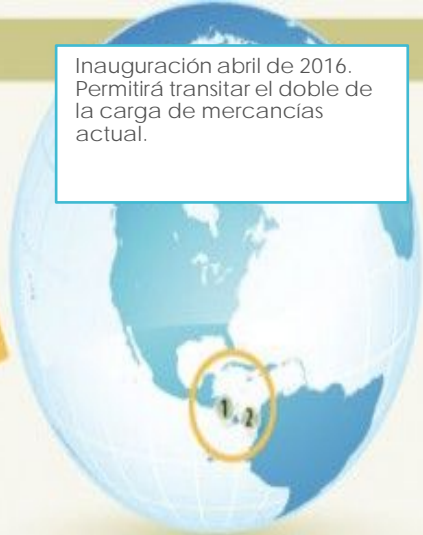 Inauguración abril de 2016.
Permitirá transitar el doble de
la carga de mercancías
actual.
1
2